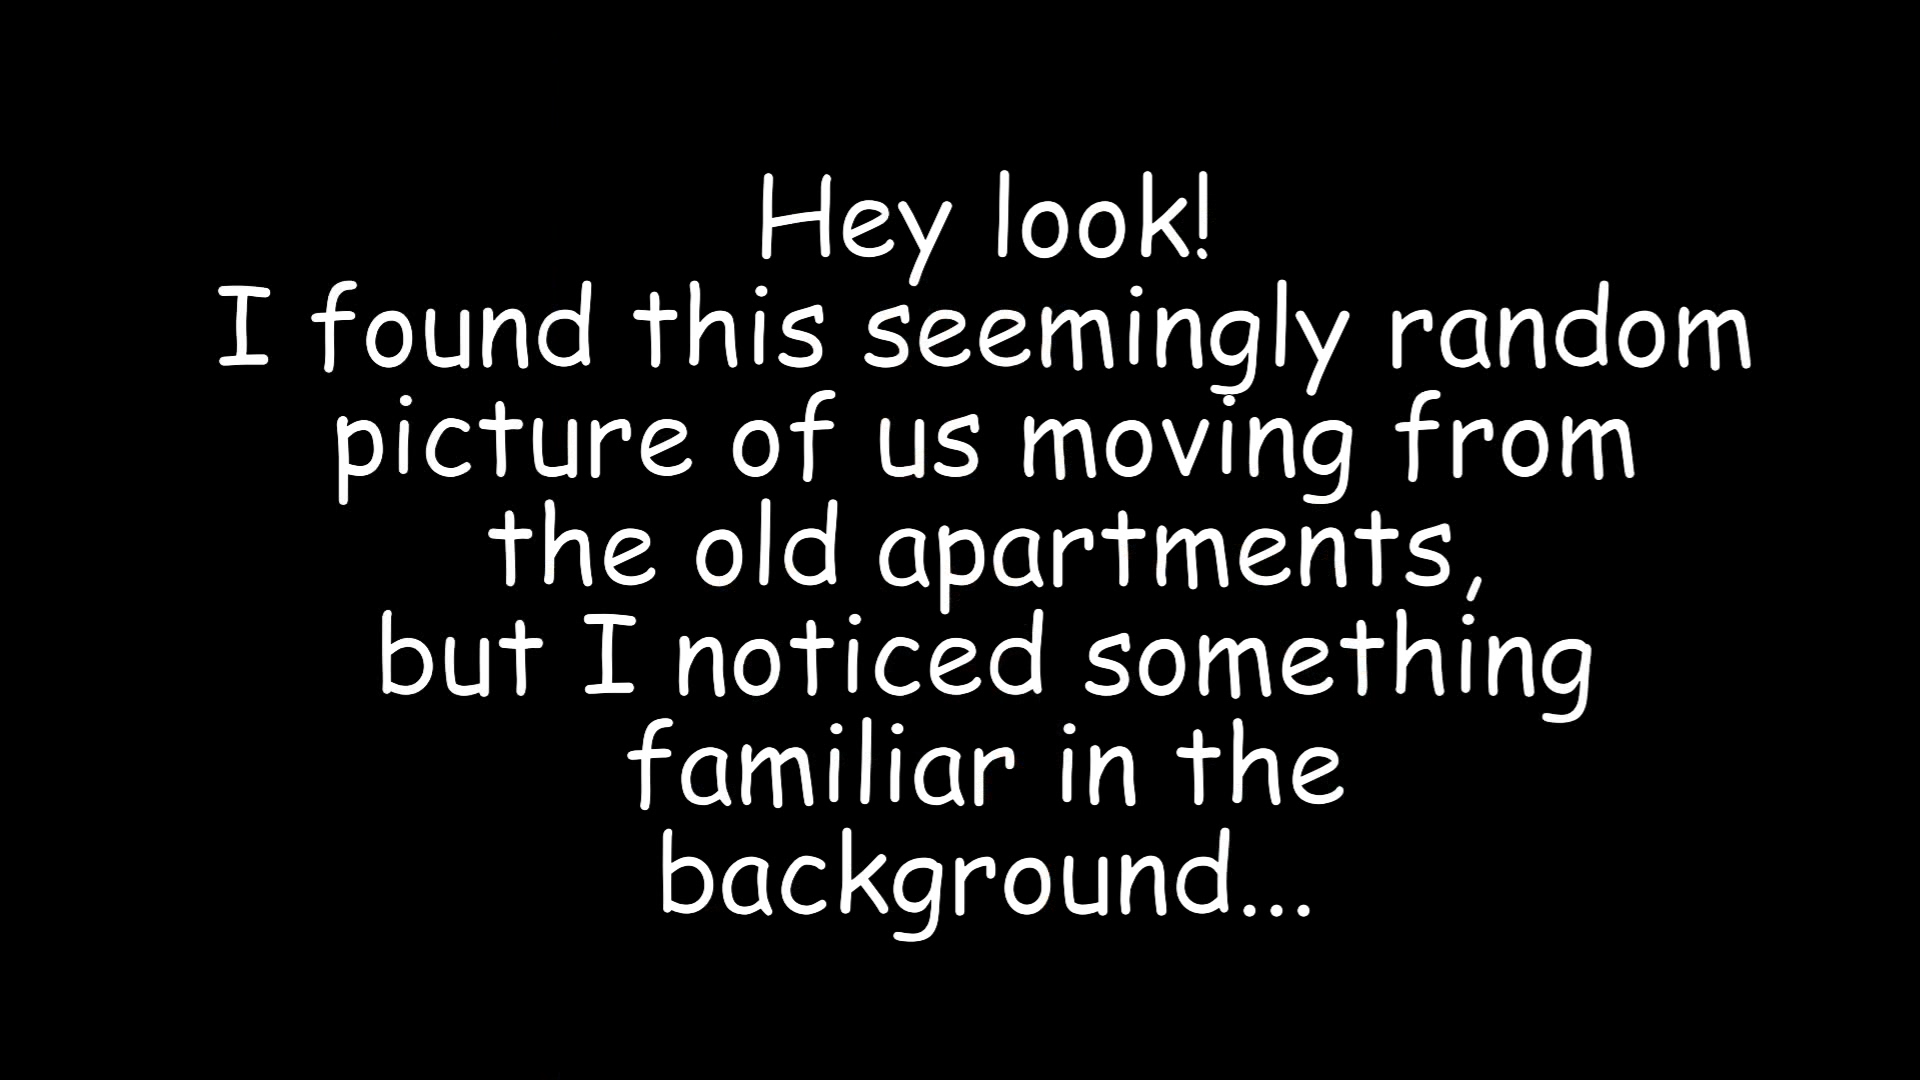 Hey look!
I found this seemingly random
picture of us moving from
the old apartments,
but I noticed something
familiar in the
background...